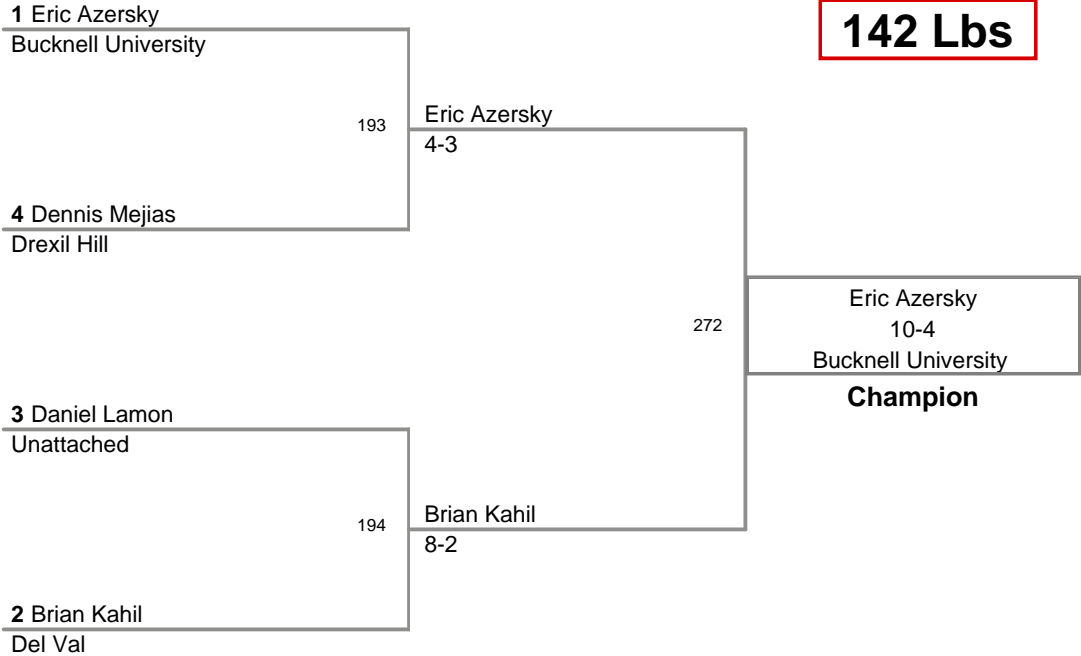 1 Eric Azersky
Bucknell University
142 Lbs
193
Eric Azersky
4-3
4 Dennis Mejias
Drexil Hill
272
Eric Azersky
10-4
Bucknell University
Champion
3 Daniel Lamon
Unattached
194
Brian Kahil
8-2
2 Brian Kahil
Del Val